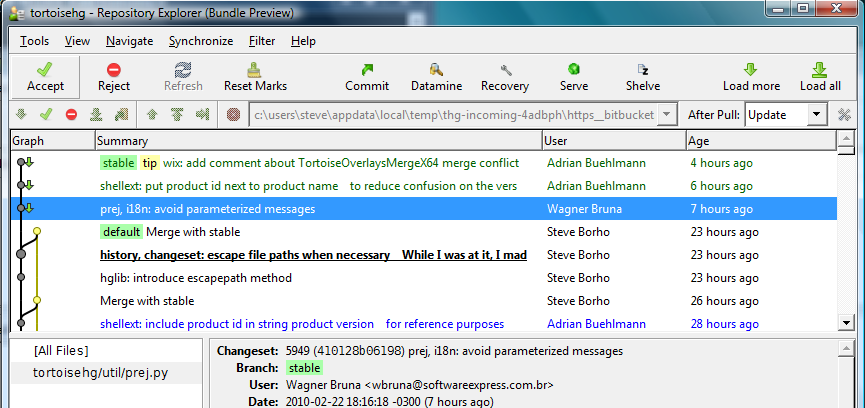 tortoisehg - Repository Explorer (Bundle Preview)
Tools View Navigate Synchronize Filter Help
Accept Reject Refresh Reset Marks Commit Datamine Recovery Serve Shelve Load more Load all
c:\users\steve\appdata\local\temp\thg-incoming-4adbph\https__bitbucket After Pull: Update
Graph Summary User Age
stable tip wix: add comment about TortoiseOverlaysMergeX64 merge conflict Adrian Buehlmann 4 hours ago
shellext: put product id next to product name to reduce confusion on the vers Adrian Buehlmann 6 hours ago
prej, i18n: avoid parameterized messages Wagner Bruna 7 hours ago
default Merge with stable Steve Borho 23 hours ago
history, changeset: escape file paths when necessary While I was at it, I mad Steve Borho 23 hours ago
hglib: introduce escapepath method Steve Borho 23 hours ago
Merge with stable Steve Borho 26 hours ago
shellext: include product id in string product version for reference purposes Adrian Buehlmann 28 hours ago
[All Files]
tortoisehg/util/prej.py
Changeset: 5949 (410128b06198) prej, i18n: avoid parameterized messages
Branch: stable
User: Wagner Bruna <wbruna@softwareexpress.com.br>
Date: 2010-02-22 18:16:18 -0300 (7 hours ago)